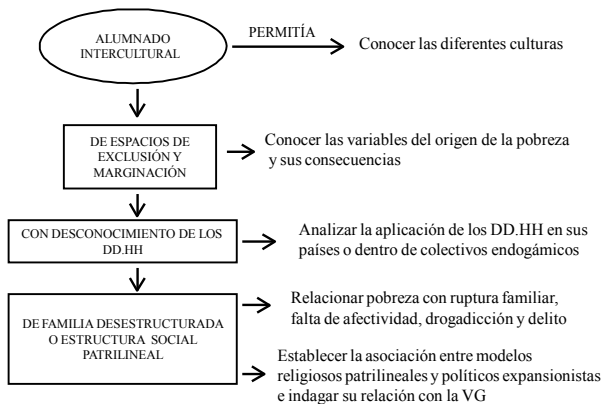 ALUMNADO
INTERCULTURAL
PERMITÍA
Conocer las diferentes culturas
DE ESPACIOS DE
EXCLUSIÓN Y
MARGINACIÓN
Conocer las variables del origen de la pobreza
y sus consecuencias
CON DESCONOCIMIENTO DE LOS
DD.HH
Analizar la aplicación de los DD.HH en sus
países o dentro de colectivos endogámicos
DE FAMILIA DESESTRUCTURADA
O ESTRUCTURA SOCIAL
PATRILINEAL
Relacionar pobreza con ruptura familiar,
falta de afectividad, drogadicción y delito
Establecer la asociación entre modelos
religiosos patrilineales y políticos expansionistas
e indagar su relación con la VG